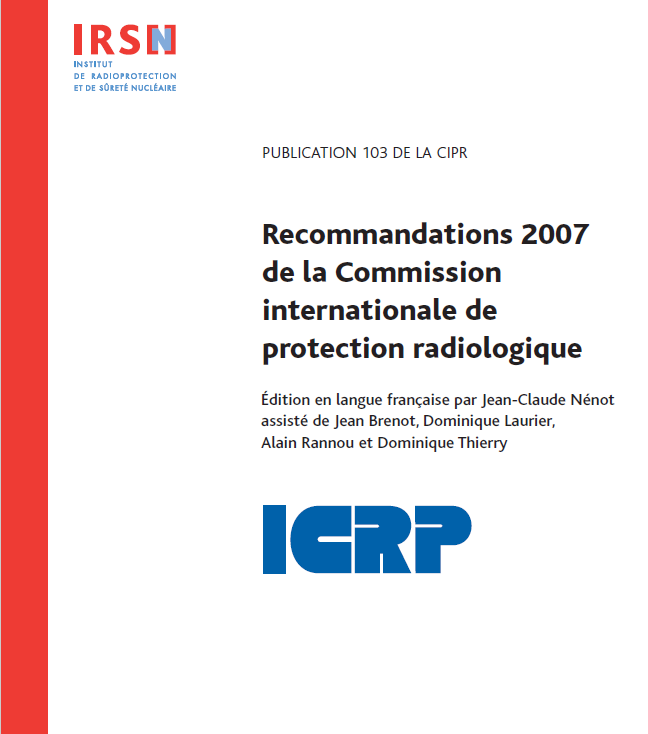 IRSN
INSTITUT
DE RADIOPROTECTION
ET DE SÛRETÉ NUCLÉAIRE
PUBLICATION 103 DE LA CIPR
Recommandations 2007
de la Commission
internationale de
protection radiologique
Édition en langue française par Jean-Claude Nénot
assisté de Jean Brenot, Dominique Laurier,
Alain Rannou et Dominique Thierry
ICRP